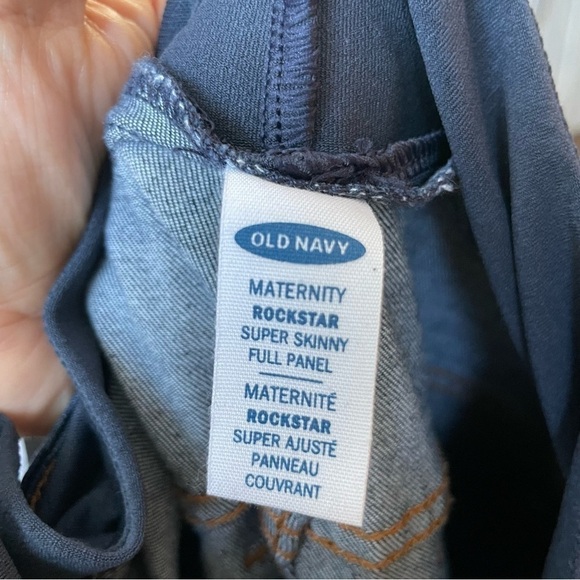 OLD NAVY
MATERNITY
ROCKSTAR
SUPER SKINNY
FULL PANEL
MATERNITÉ
ROCKSTAR
SUPER AJUSTÉ
PANNEAU
COUVRANT